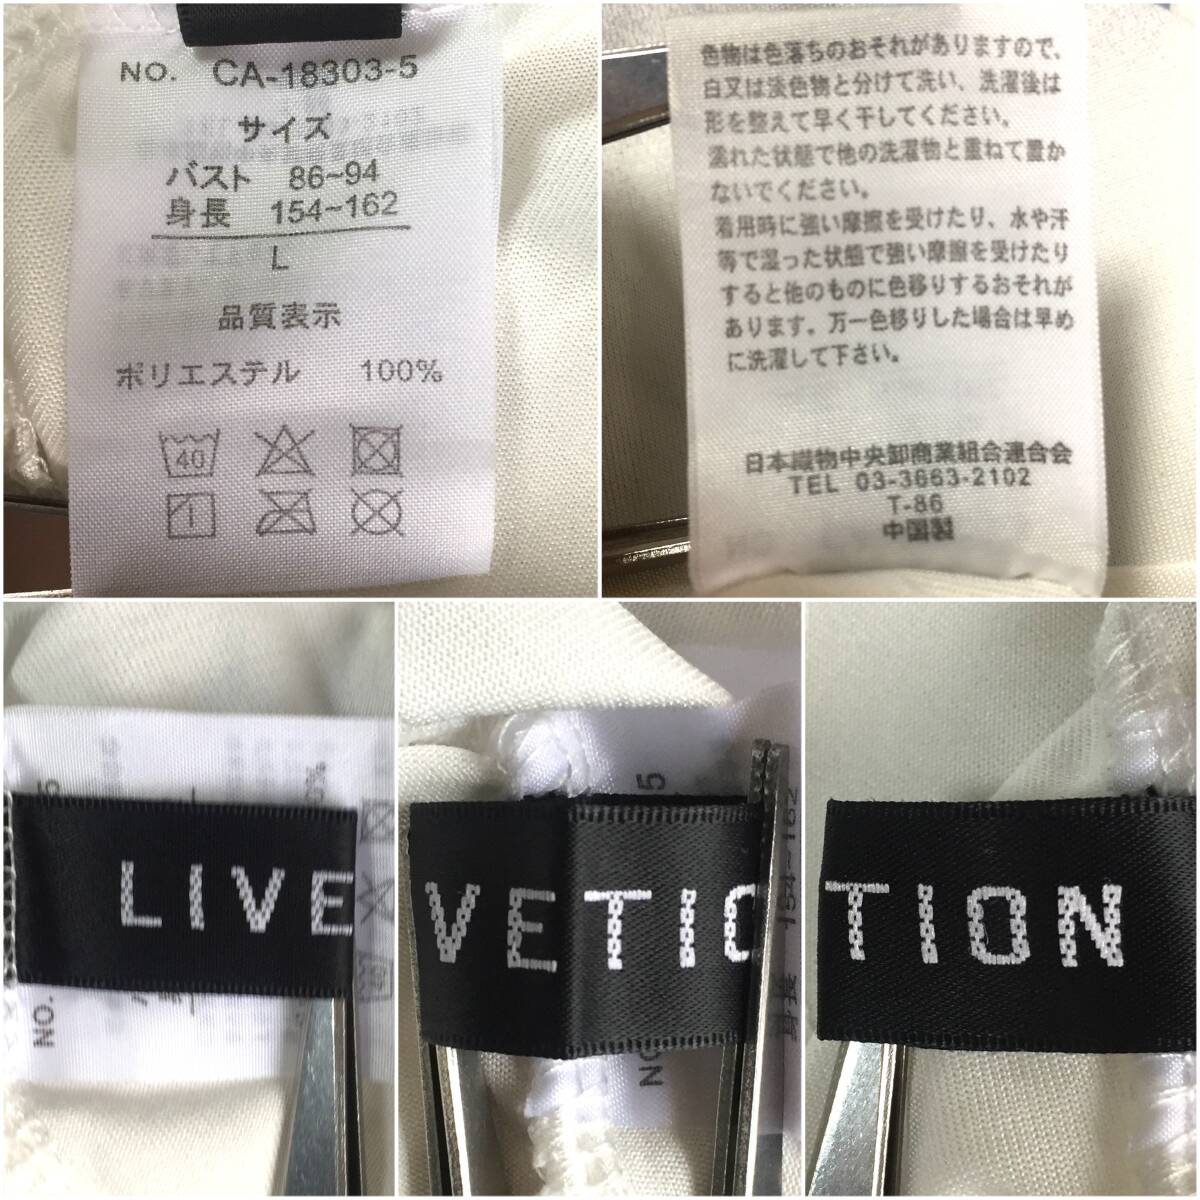 NO. CA-18303-5
サイズ
バスト 86~94
身長 154~162
L
品質表示
ポリエステル 100%
40
色物は色落ちのおそれがありますので、
白又は淡色物と分けて洗い、洗濯後は
形を整えて早く干してください。
濡れた状態で他の洗濯物と重ねて置か
ないでください。
着用時に強い摩擦を受けたり、水や汗
等で湿った状態で強い摩擦を受けたり
すると他のものに色移りするおそれが
あります。万一色移りした場合は早め
に洗濯して下さい。
日本織物中央卸商業組合連合会
TEL 03-3663-2102
T-86
中国製
LIVE
NO.
VETIO
154~162
身長
NO
TION